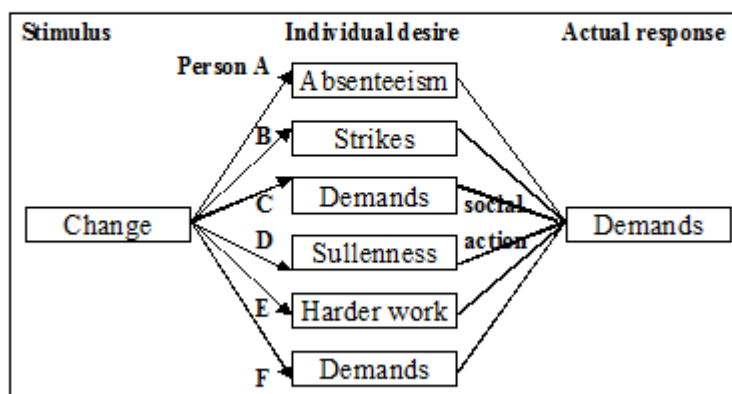 Stimulus
Individual desire
Actual response
Person A
Absenteeism
B
Strikes
C
Demands
social
Change
D
Sullenness
action
Demands
E
Harder work
F
Demands